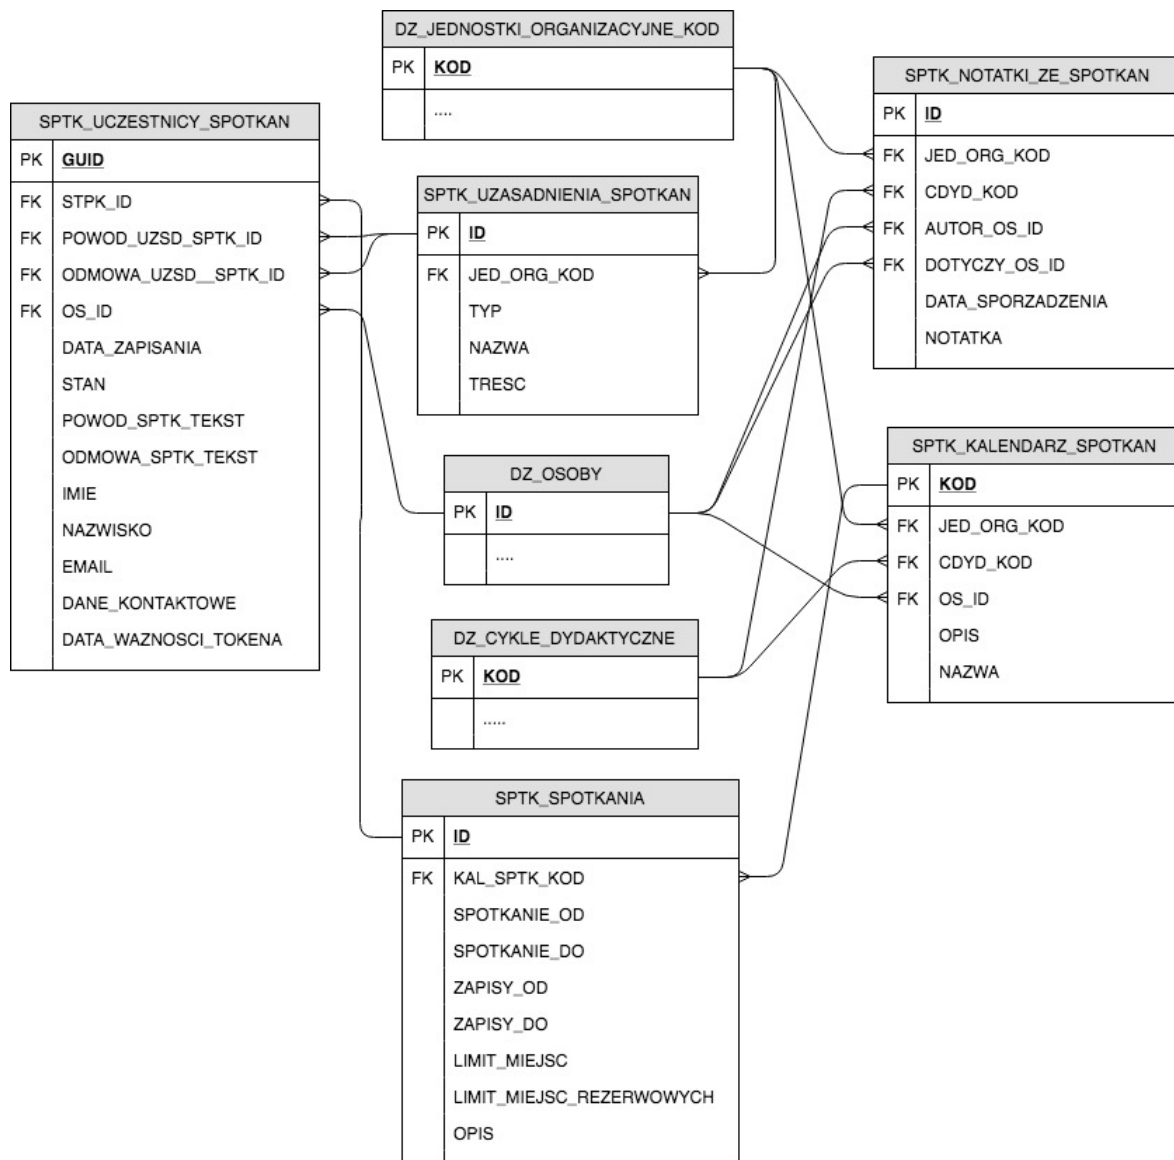 DZ_JEDNOSTKI_ORGANIZACYJNE_KOD
PK KOD
....
SPTK_UCZESTNICY_SPOTKAN
PK GUID
FK STPK_ID
FK POWOD_UZSD_SPTK_ID
FK ODMOWA_UZSD__SPTK_ID
FK OS_ID
DATA_ZAPISANIA
STAN
POWOD_SPTK_TEKST
ODMOWA_SPTK_TEKST
IMIE
NAZWISKO
EMAIL
DANE_KONTAKTOWE
DATA_WAZNOSCI_TOKENA
SPTK_UZASADNIENIA_SPOTKAN
PK ID
FK JED_ORG_KOD
TYP
NAZWA
TRESC
DZ_OSOBY
PK ID
....
DZ_CYKLE_DYDAKTYCZNE
PK KOD
.....
SPTK_SPOTKANIA
PK ID
FK KAL_SPTK_KOD
SPOTKANIE_OD
SPOTKANIE_DO
ZAPISY_OD
ZAPISY_DO
LIMIT_MIEJSC
LIMIT_MIEJSC_REZERWOWYCH
OPIS
SPTK_NOTATKI_ZE_SPOTKAN
PK ID
FK JED_ORG_KOD
FK CDYD_KOD
FK AUTOR_OS_ID
FK DOTYCZY_OS_ID
DATA_SPORZADZENIA
NOTATKA
SPTK_KALENDARZ_SPOTKAN
PK KOD
FK JED_ORG_KOD
FK CDYD_KOD
FK OS_ID
OPIS
NAZWA